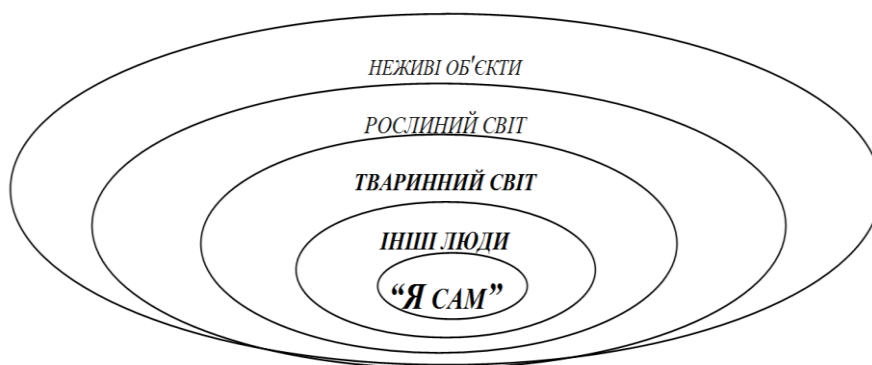 НЕЖИВІ ОБ'ЄКТИ
РОСЛИНИЙ СВІТ
ТВАРИННИЙ СВІТ
ІНШІ ЛЮДИ
“Я САМ”